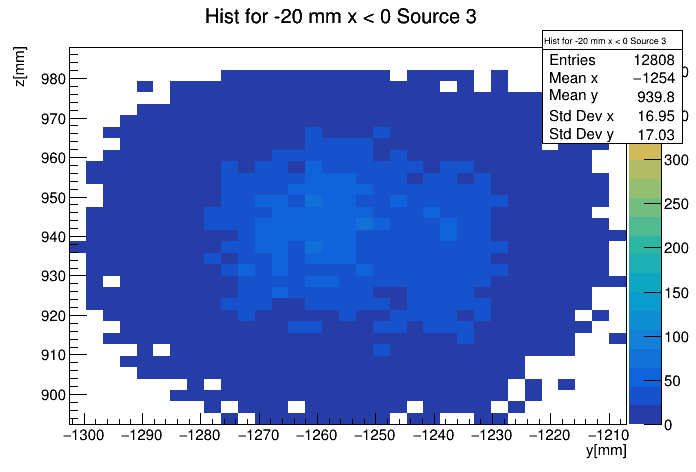 Hist for -20 mm x < 0 Source 3
Hist for -20 mm x < 0 Source 3
Entries 12808
Mean x −1254
Mean y 939.8
Std Dev x 16.95
Std Dev y 17.03
z[mm]
980
970
960
950
940
930
920
910
900
300
250
200
150
100
50
0
−1300 −1290 −1280 −1270 −1260 −1250 −1240 −1230 −1220 −1210
y[mm]